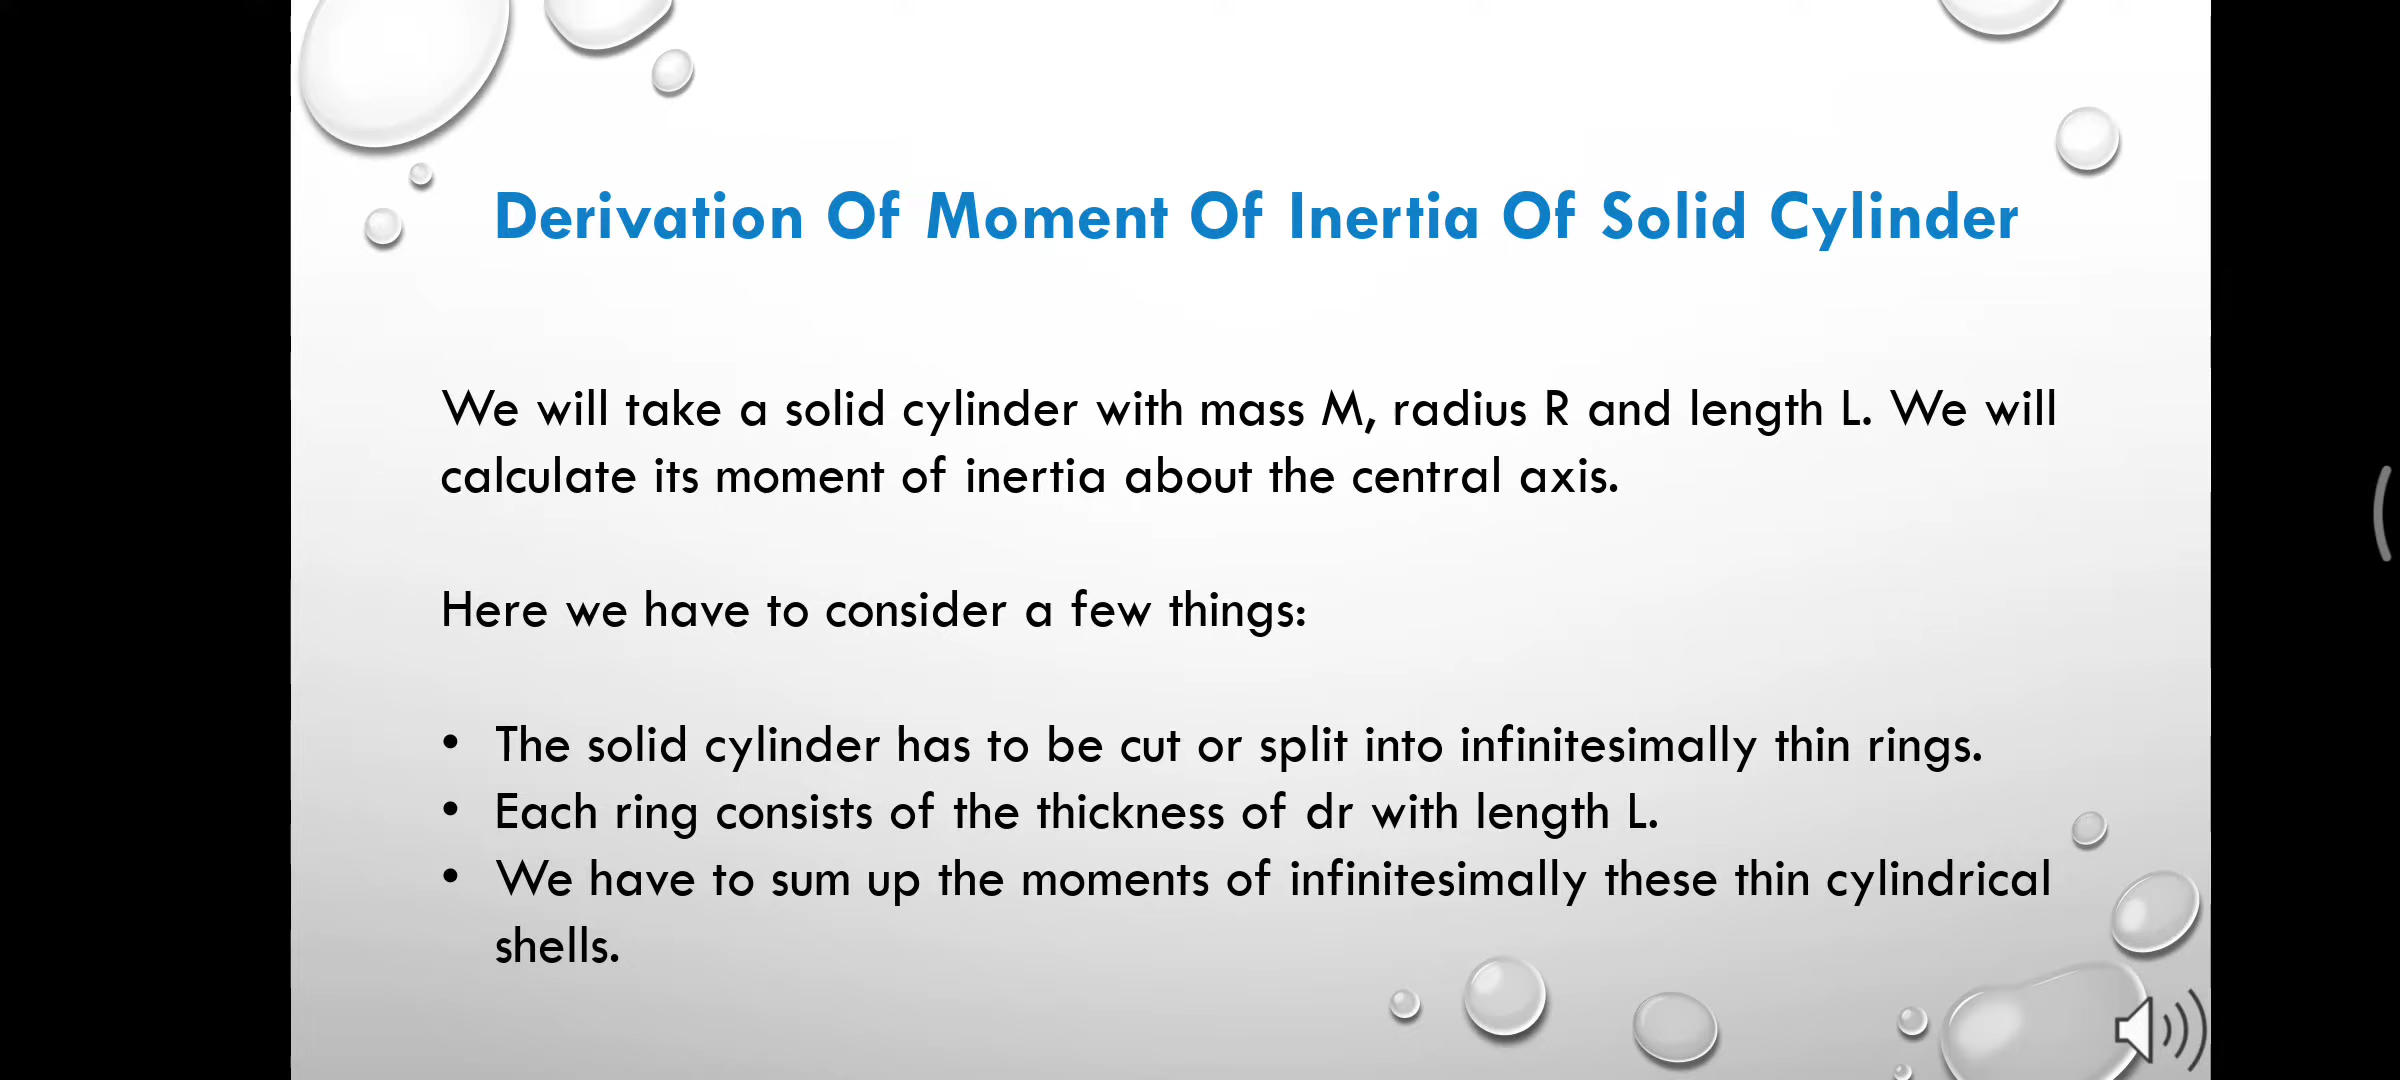 Derivation Of Moment Of Inertia Of Solid Cylinder
We will take a solid cylinder with mass M, radius R and length L. We will
calculate its moment of inertia about the central axis.
Here we have to consider a few things:
• The solid cylinder has to be cut or split into infinitesimally thin rings.
• Each ring consists of the thickness of dr with length L.
• We have to sum up the moments of infinitesimally these thin cylindrical
shells.